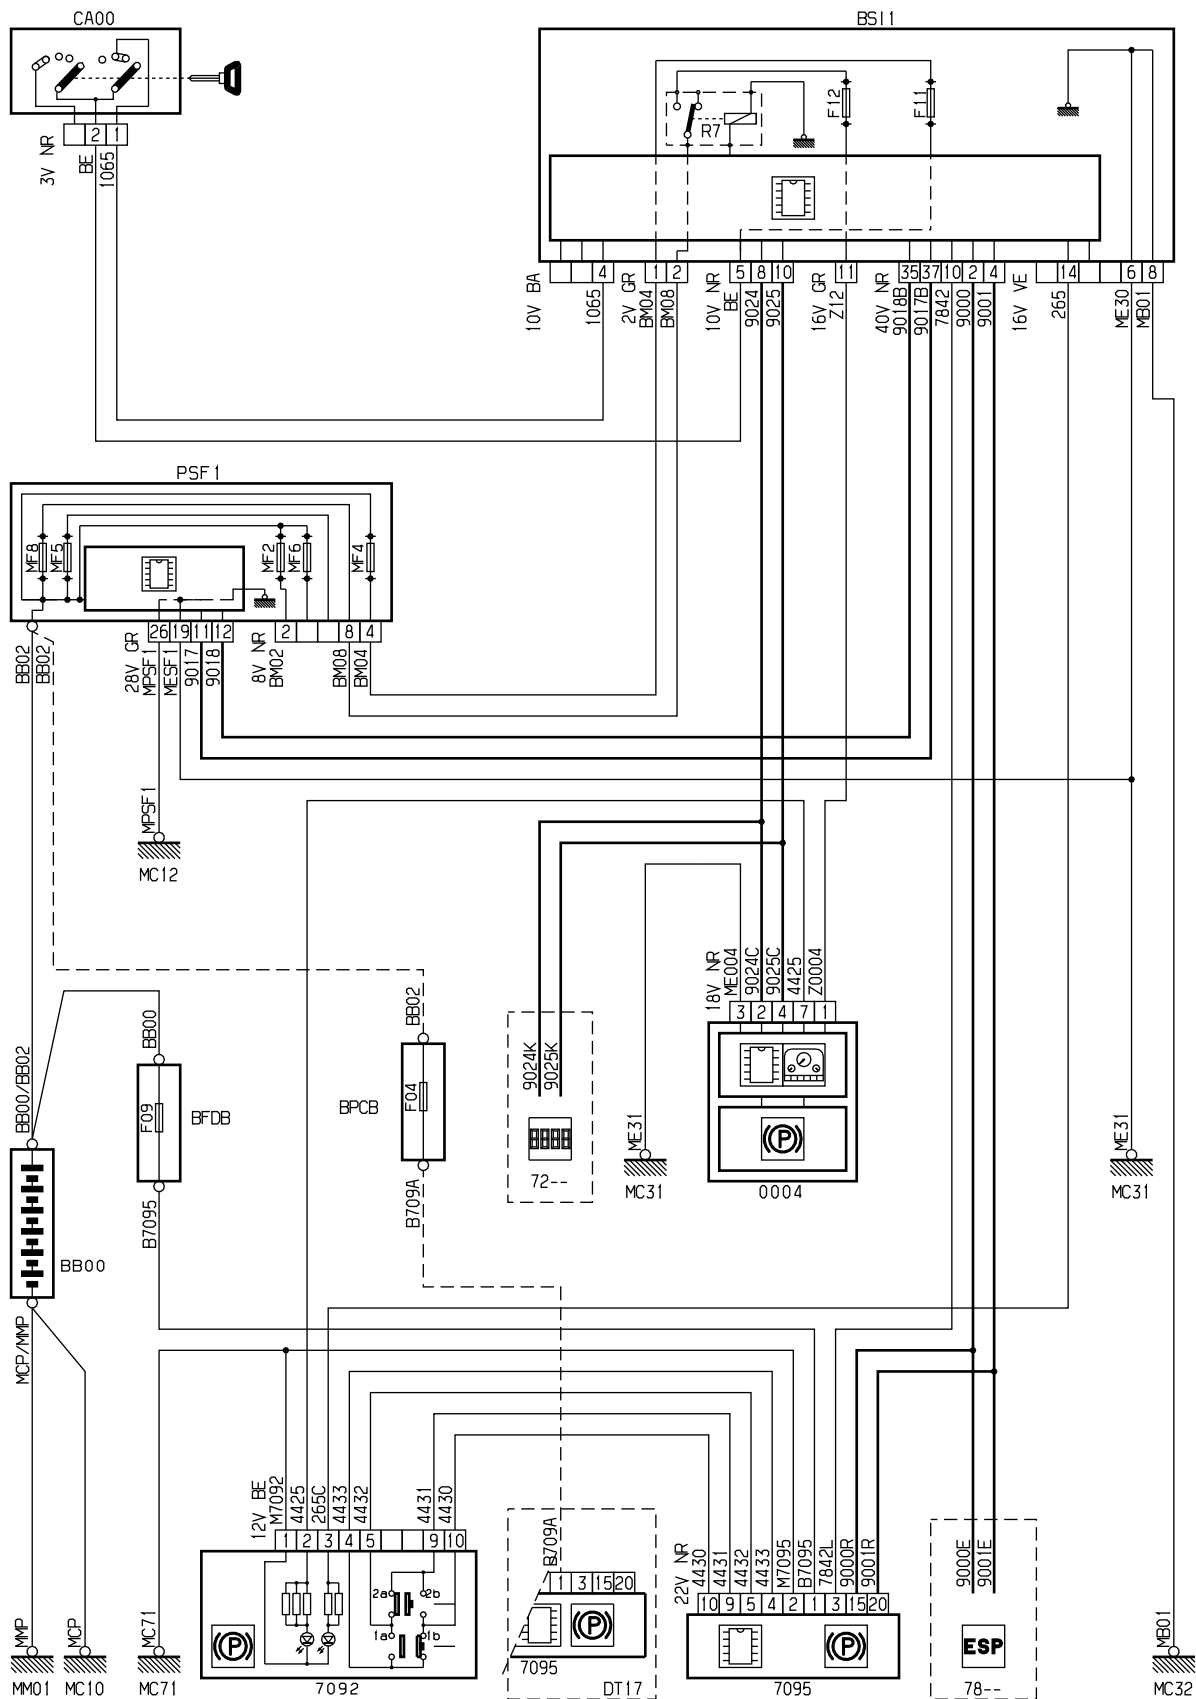 CA00
BSI1
3V NR
2
1
BE
1065
R7
F12
F11
10V BA
4
1065
2V GR
1
2
BM04
BM08
10V NR
5
8
10
BE
9024
9025
16V GR
11
Z12
40V NR
35
37
10
2
4
9018B
9017B
7842
9000
9001
16V VE
14
6
8
265
ME30
MB01
PSF1
MF8
MF5
MF2
MF6
MF4
BB02
BB02
28V GR
26
19
11
12
MPSF1
MESF1
9017
9018
8V NR
2
8
4
BM02
BM08
BM04
MPSF1
MC12
BB00/BB02
BB00
F09
BFDB
B7095
BB02
BPCB
F04
B709A
9024K
9025K
72--
ME31
MC31
18V NR
ME004
9024C
9025C
4425
Z0004
3
2
4
7
1
P
0004
ME31
MC31
BB00
MCP/MMP
12V BE
M7092
4425
265C
4433
4432
4431
4430
1
2
3
4
5
9
10
2a
2b
1a
1b
P
7092
B709A
1
3
15
20
P
7095
DT17
22V NR
4430
4431
4432
4433
M7095
B7095
7842L
9000R
9001R
10
9
5
4
2
1
3
15
20
P
7095
9000E
9001E
ESP
78--
MMP
MM01
MCP
MC10
MC71
MC71
MB01
MC32